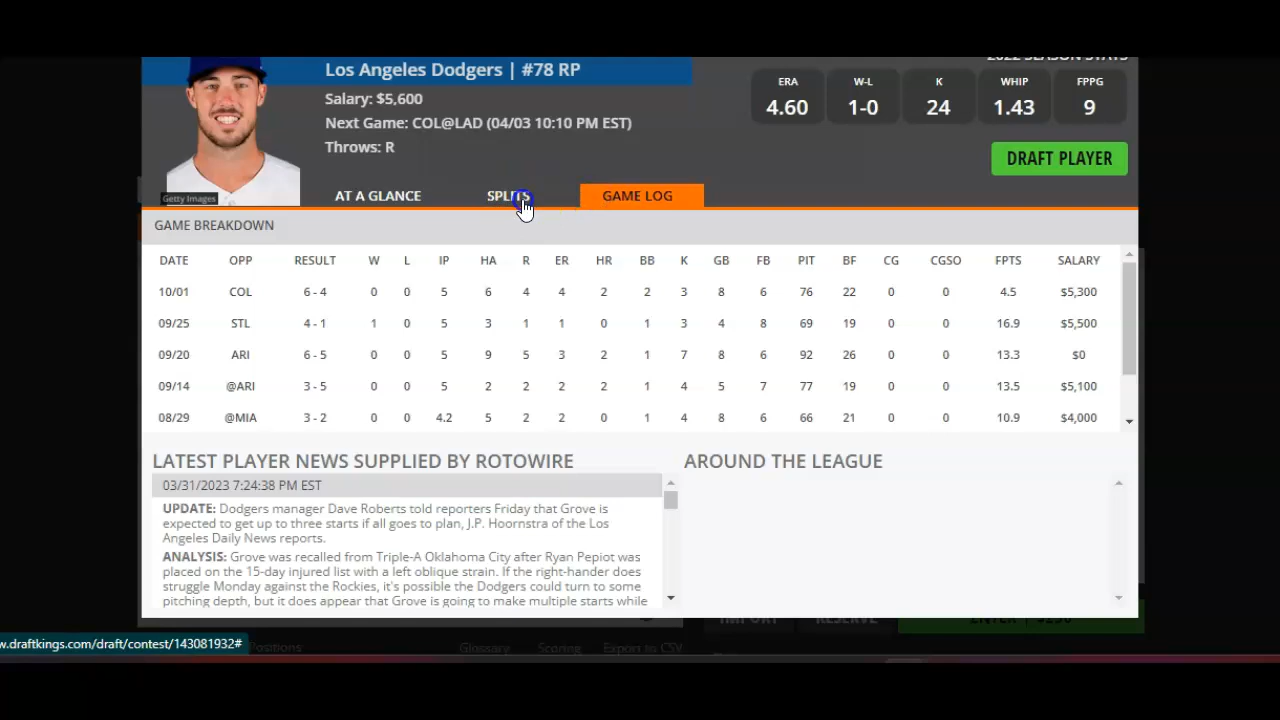 2022 SEASON STATS
Los Angeles Dodgers | #78 RP
Salary: $5,600
Next Game: COL@LAD (04/03 10:10 PM EST)
Throws: R
ERA W-L K WHIP FPPG
4.60 1-0 24 1.43 9
DRAFT PLAYER
Getty Images
AT A GLANCE SPLITS GAME LOG
GAME BREAKDOWN
DATE OPP RESULT W L IP HA R ER HR BB K GB FB PIT BF CG CGSO FPTS SALARY
10/01 COL 6 - 4 0 0 5 6 4 4 2 2 3 8 6 76 22 0 0 4.5 $5,300
09/25 STL 4 - 1 1 0 5 3 1 1 0 1 3 4 8 69 19 0 0 16.9 $5,500
09/20 ARI 6 - 5 0 0 5 9 5 3 2 1 7 8 6 92 26 0 0 13.3 $0
09/14 @ARI 3 - 5 0 0 5 2 2 2 2 1 4 5 7 77 19 0 0 13.5 $5,100
08/29 @MIA 3 - 2 0 0 4.2 5 2 2 0 1 4 8 6 66 21 0 0 10.9 $4,000
LATEST PLAYER NEWS SUPPLIED BY ROTOWIRE
AROUND THE LEAGUE
03/31/2023 7:24:38 PM EST
UPDATE: Dodgers manager Dave Roberts told reporters Friday that Grove is
expected to get up to three starts if all goes to plan, J.P. Hoornstra of the Los
Angeles Daily News reports.
ANALYSIS: Grove was recalled from Triple-A Oklahoma City after Ryan Pepiot was
placed on the 15-day injured list with a left oblique strain. If the right-hander does
struggle Monday against the Rockies, it's possible the Dodgers could turn to some
pitching depth, but it does appear that Grove is going to make multiple starts while
IMPORT RESERVE ENTER | $150
w.draftkings.com/draft/contest/143081932#
Positions Glossary Scoring Export to CSV